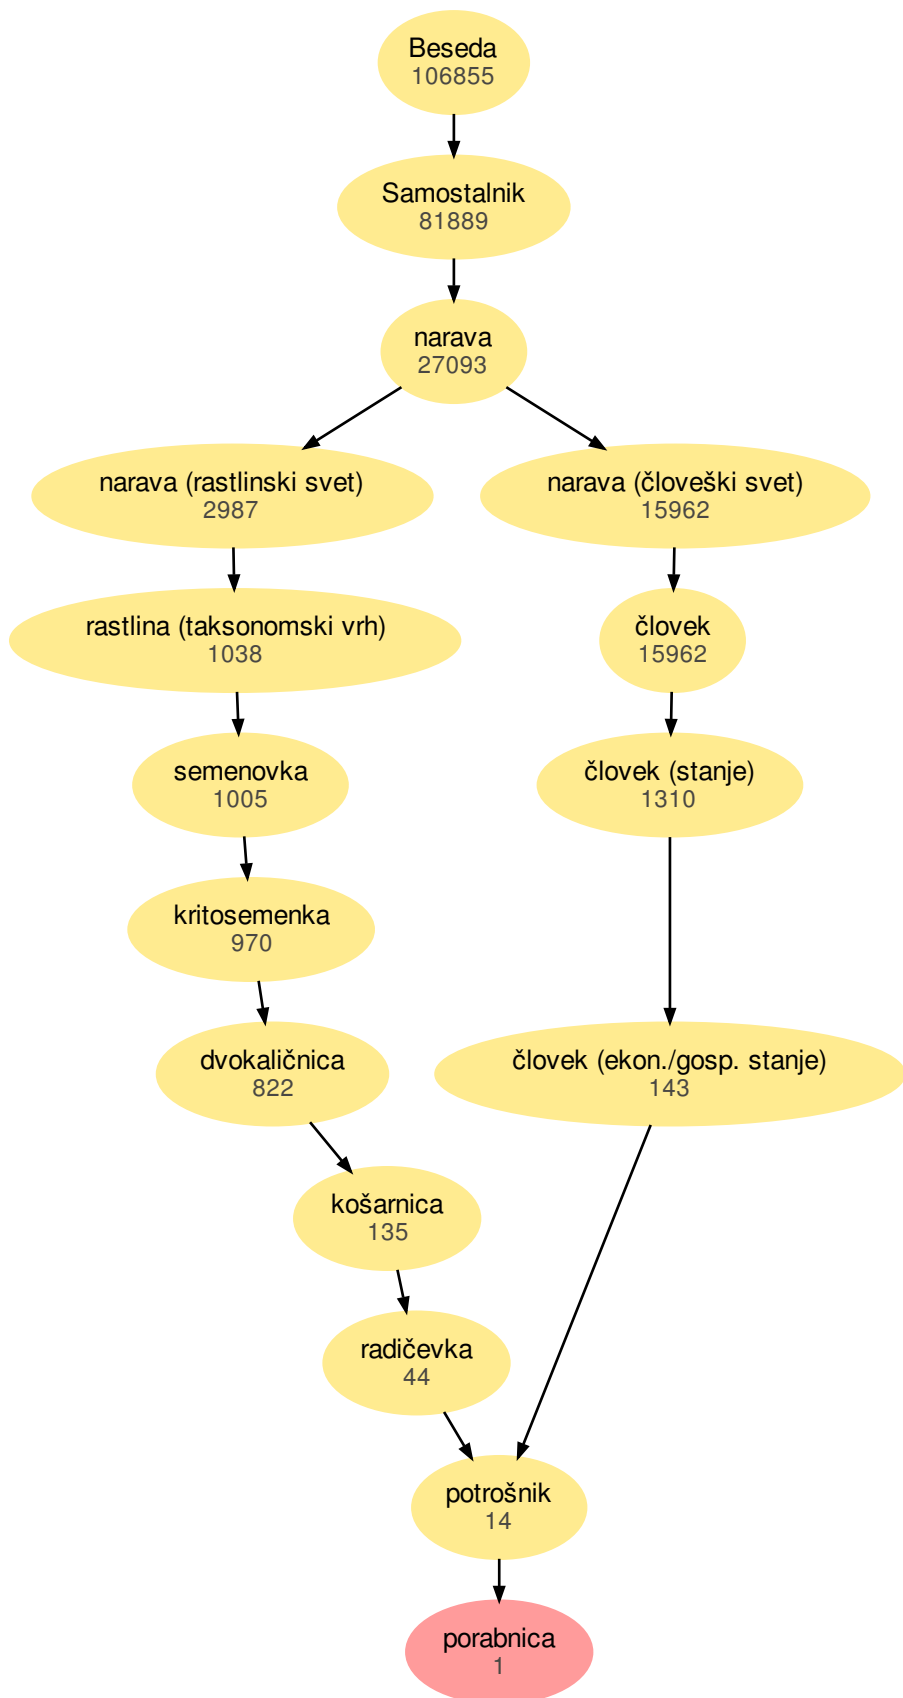 Beseda
106855
Samostalnik
81889
narava
27093
narava (rastlinski svet)
2987
narava (človeški svet)
15962
rastlina (taksonomski vrh)
1038
človek
15962
semenovka
1005
človek (stanje)
1310
kritosemenka
970
dvokaličnica
822
človek (ekon./gosp. stanje)
143
košarnica
135
radičevka
44
potrošnik
14
porabnica
1